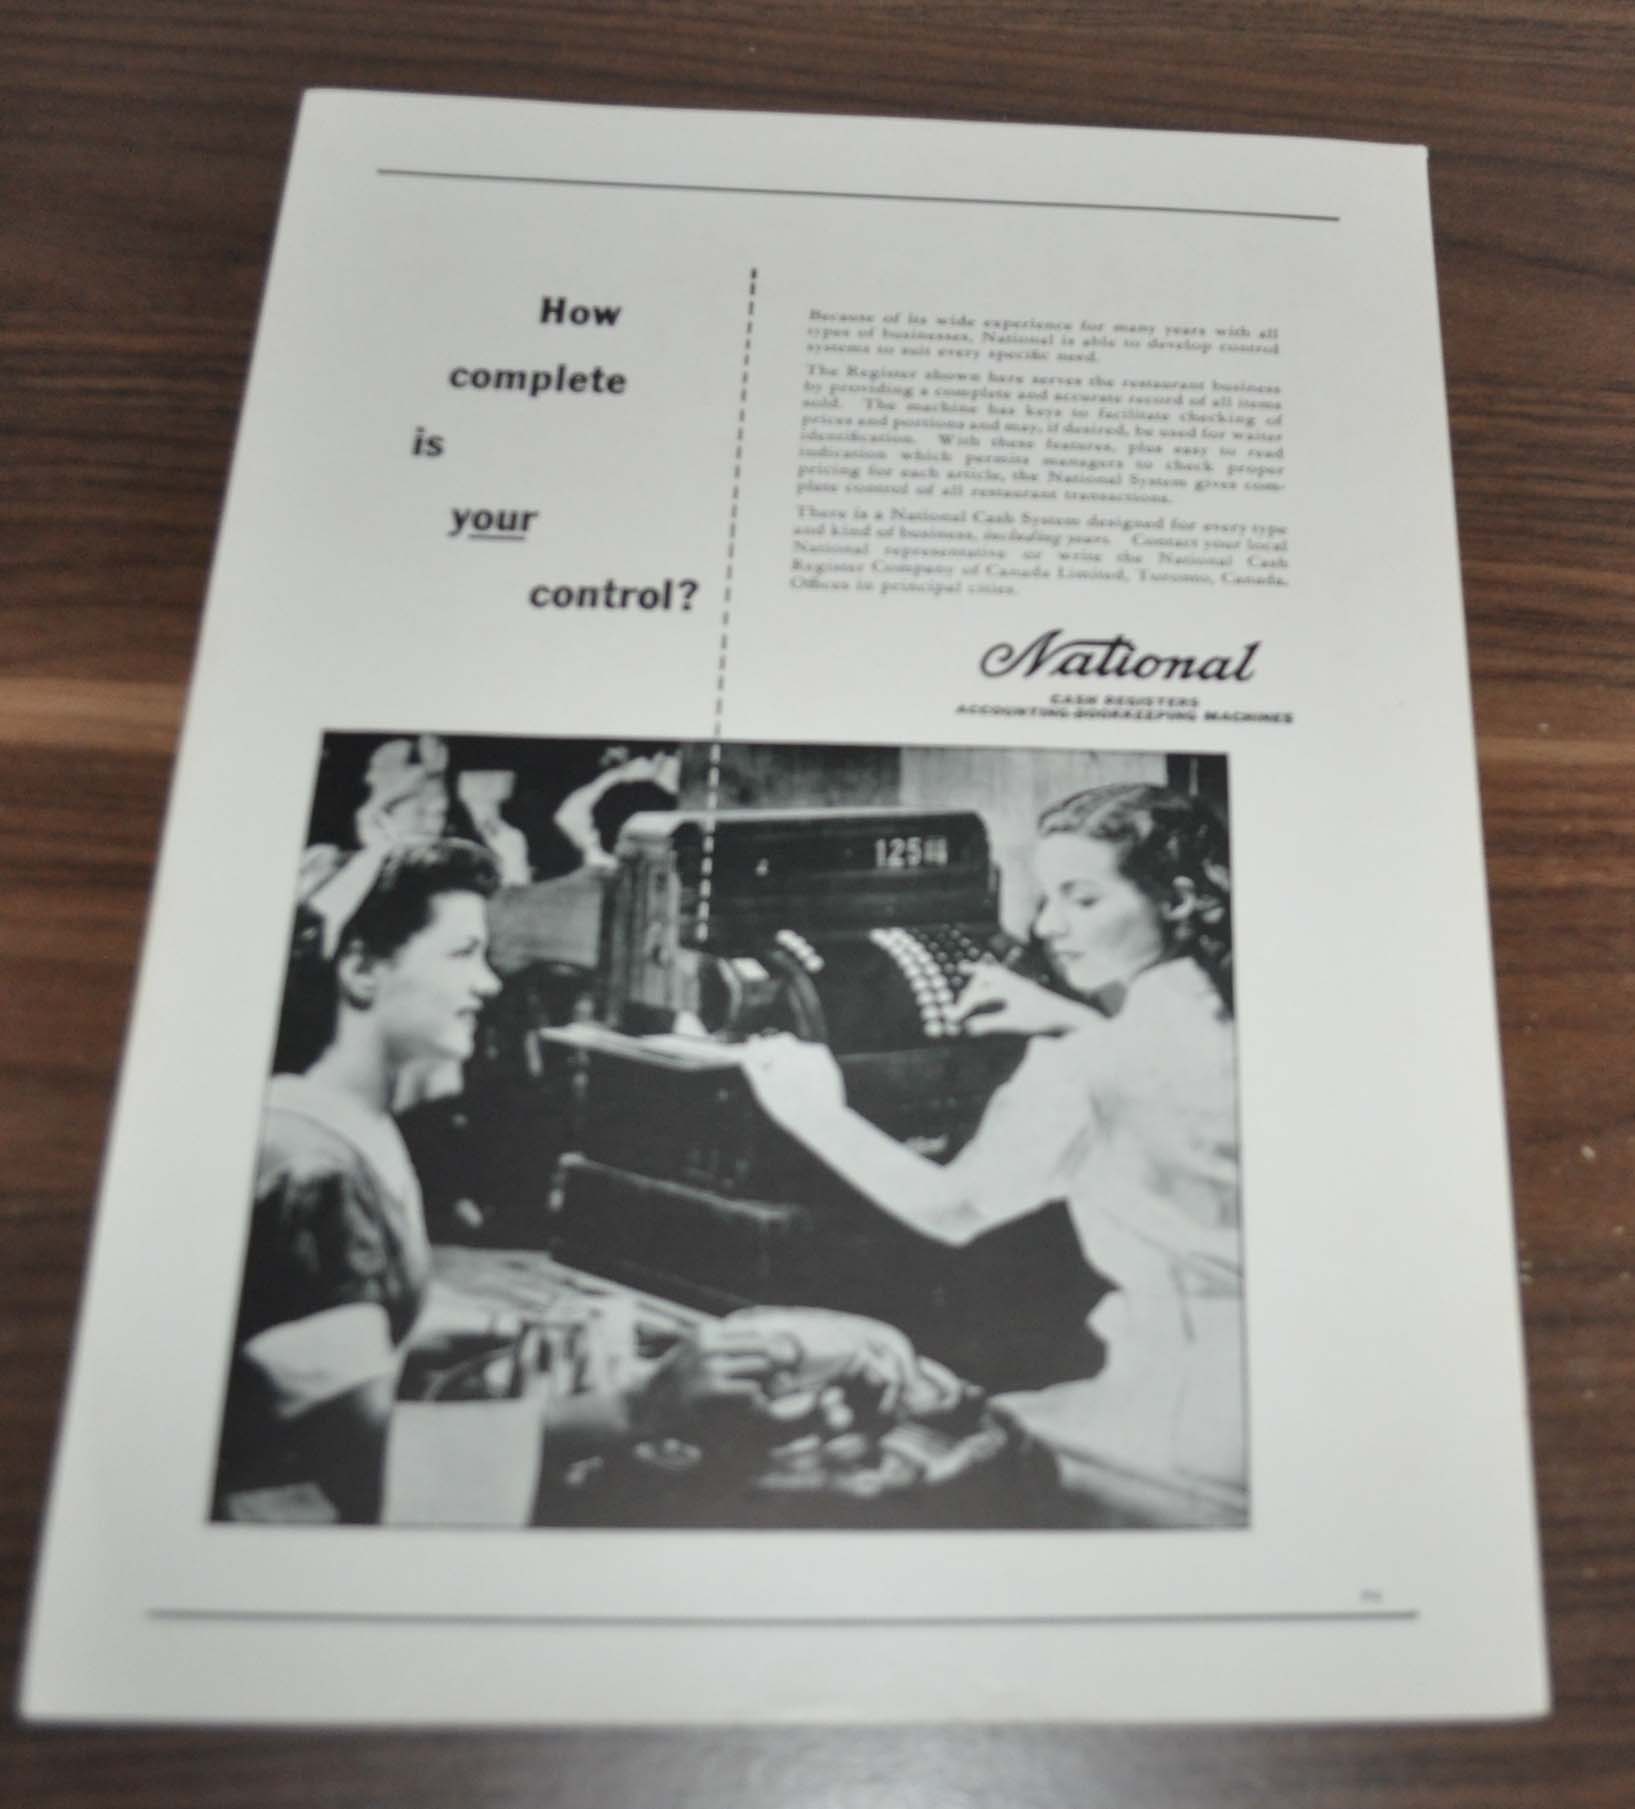 How
complete
is
your
control?
Because of its wide experience for many years with all
types of businesses, National is able to develop control
systems to suit every specific need.
The Register shown here serves the restaurant business
by providing a complete and accurate record of all items
sold. The machine has keys to facilitate checking of
prices and portions and may, if desired, be used for waiter
identification. With these features, plus easy to read
indication which permits managers to check proper
pricing for each article, the National System gives com-
plete control of all restaurant transactions.
There is a National Cash System designed for every type
and kind of business, including yours. Contact your local
National representative or write the National Cash
Register Company of Canada Limited, Toronto, Canada.
Offices in principal cities.
National
CASH REGISTERS
ACCOUNTING-BOOKKEEPING MACHINES
125